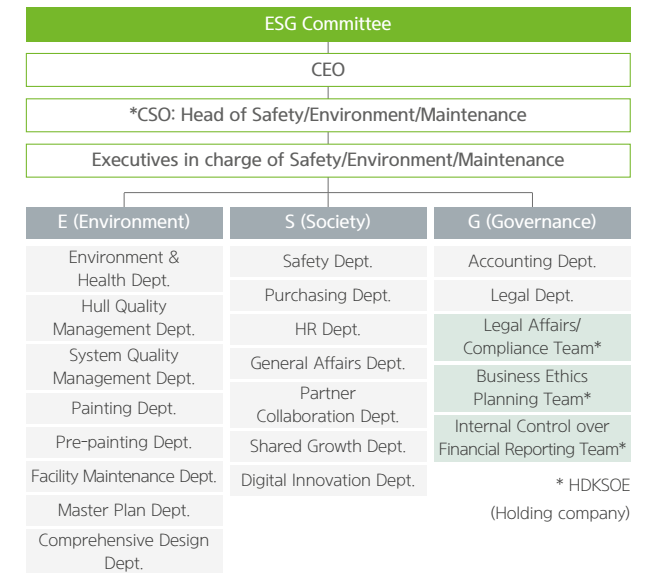 ESG Committee
CEO
*CSO: Head of Safety/Environment/Maintenance
Executives in charge of Safety/Environment/Maintenance
E (Environment)
Environment &
Health Dept.
Hull Quality
Management Dept.
System Quality
Management Dept.
Painting Dept.
Pre-painting Dept.
Facility Maintenance Dept.
Master Plan Dept.
Comprehensive Design
Dept.
S (Society)
Safety Dept.
Purchasing Dept.
HR Dept.
General Affairs Dept.
Partner
Collaboration Dept.
Shared Growth Dept.
Digital Innovation Dept.
G (Governance)
Accounting Dept.
Legal Dept.
Legal Affairs/
Compliance Team*
Business Ethics
Planning Team*
Internal Control over
Financial Reporting Team*
* HDKSOE
(Holding company)